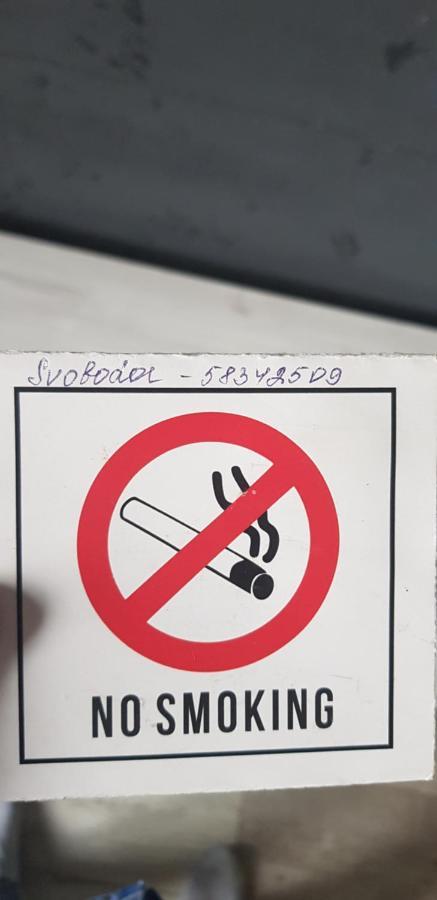 Svoboda - 58342509
NO SMOKING